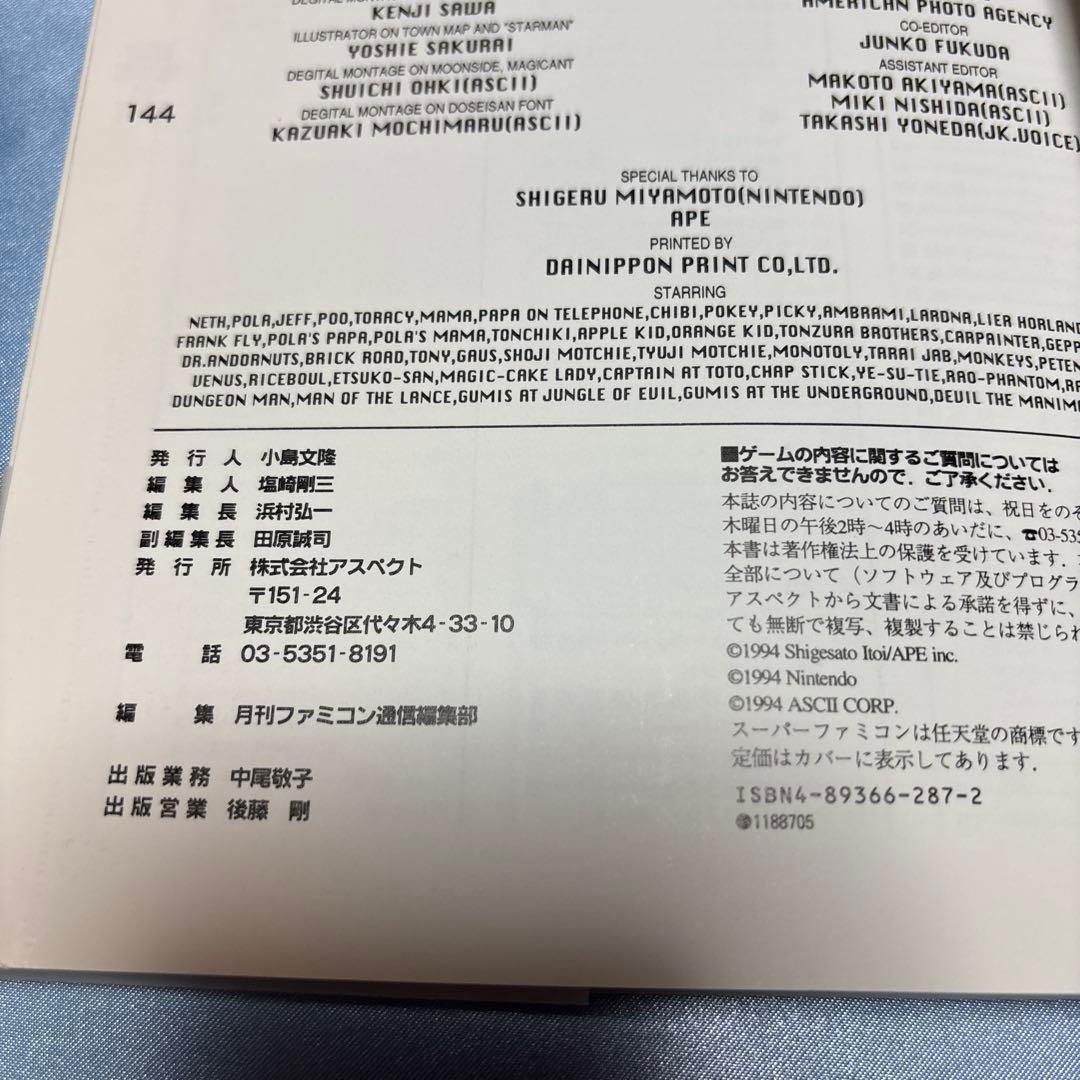 KENJI SAWA
ILLUSTRATOR ON TOWN MAP AND "STARMAN"
YOSHIE SAKURAI
DEGITAL MONTAGE ON MOONSIDE, MAGICANT
SHUICHI OHKI(ASCII)
DEGITAL MONTAGE ON DOSEISAN FONT
KAZUAKI MOCHIMARU(ASCII)
144
AMERICAN PHOTO AGENCY
CO-EDITOR
JUNKO FUKUDA
ASSISTANT EDITOR
MAKOTO AKIYAMA(ASCII)
MIKI NISHIDA(ASCII)
TAKASHI YONEDA(JK.VOICE)
SPECIAL THANKS TO
SHIGERU MIYAMOTO(NINTENDO)
APE
PRINTED BY
DAINIPPON PRINT CO,LTD.
STARRING
NETH,POLA,JEFF,POO,TORACY,MAMA,PAPA ON TELEPHONE,CHIBI,POKEY,PICKY,AMBRAMI,LARDNA,LIER HORLAND
FRANK FLY,POLA'S PAPA,POLA'S MAMA,TONCHIKI,APPLE KID,ORANGE KID,TONZURA BROTHERS,CARPAINTER,GEPP
DR.ANDORNUTS,BRICK ROAD,TONY,GAUS,SHOJI MOTCHIE,TYUJI MOTCHIE,MONOTOLY,TARAI JAB,MONKEYS,PETEN
VENUS,RICEBOUL,ETSUKO-SAN,MAGIC-CAKE LADY,CAPTAIN AT TOTO,CHAP STICK,YE-SU-TIE,RAO-PHANTOM,
DUNGEON MAN,MAN OF THE LANCE,GUMIS AT JUNGLE OF EVIL,GUMIS AT THE UNDERGROUND,DEVIL THE MANIM
発行人 小島文隆
編集人 塩崎剛三
編集長 浜村弘一
副編集長 田原誠司
発行所 株式会社アスペクト
〒151-24
東京都渋谷区代々木4-33-10
電話 03-5351-8191
編集 月刊ファミコン通信編集部
出版業務 中尾敬子
出版営業 後藤 剛
■ゲームの内容に関するご質問については
お答えできませんので．ご了承ください．
本誌の内容についてのご質問は、祝日をのぞ
木曜日の午後2時～4時のあいだに、☎03-535
本書は著作権法上の保護を受けています．
全部について（ソフトウェア及びプログラ
アスペクトから文書による承諾を得ずに、
ても無断で複写、複製することは禁じられ
©1994 Shigesato Itoi/APE inc.
©1994 Nintendo
©1994 ASCII CORP.
スーパーファミコンは任天堂の商標です
定価はカバーに表示してあります．
ISBN4-89366-287-2
1188705